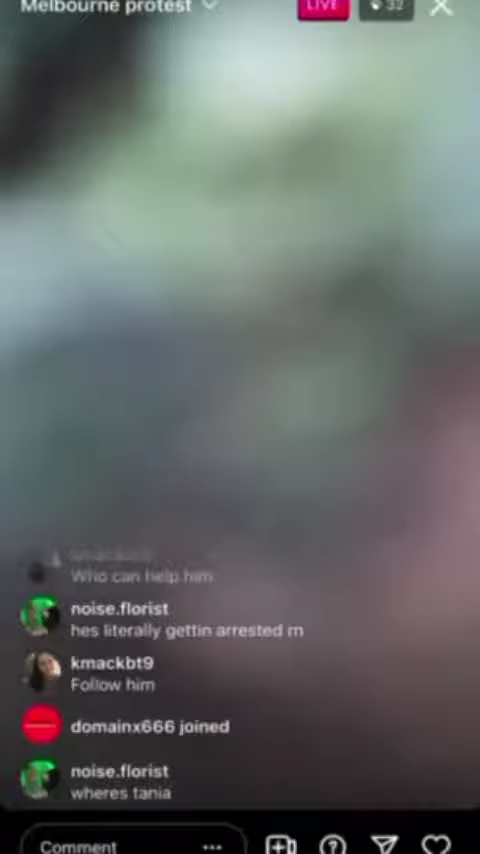 Melbourne protest
LIVE
32
Who can help him
noise.florist
hes literally gettin arrested rn
kmackbt9
Follow him
domainx666 joined
noise.florist
wheres tania
Comment